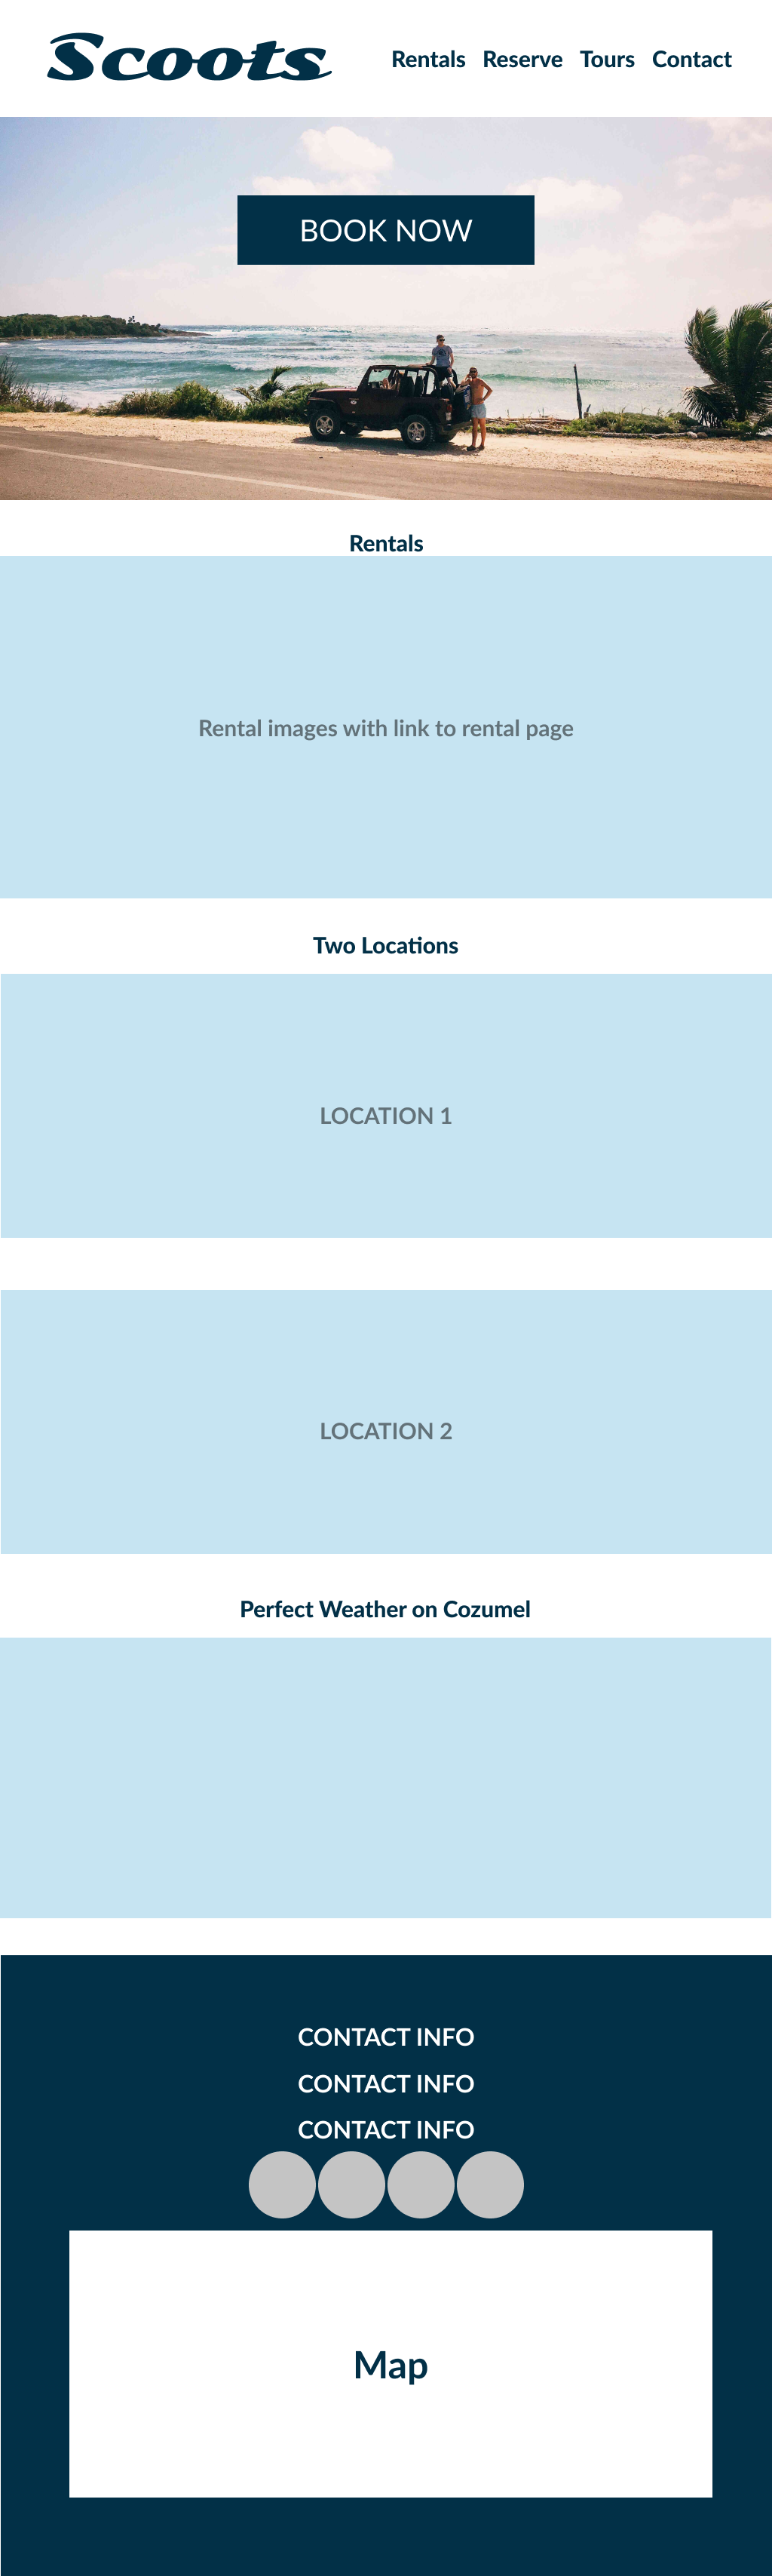 Scoots
Rentals Reserve Tours Contact
BOOK NOW
Rentals
Rental images with link to rental page
Two Locations
LOCATION 1
LOCATION 2
Perfect Weather on Cozumel
CONTACT INFO
CONTACT INFO
CONTACT INFO
Map